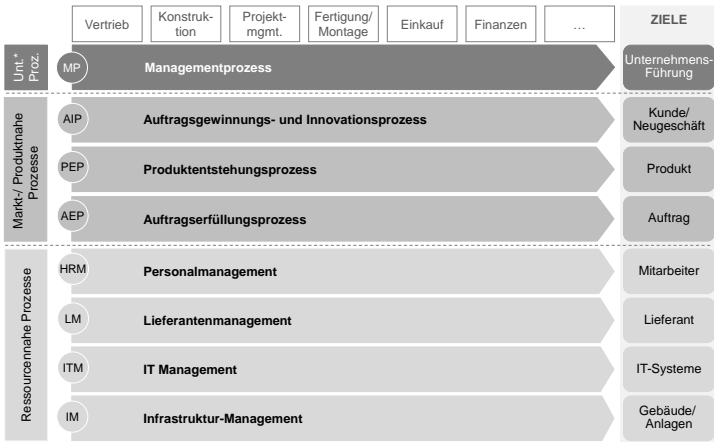 Vertrieb
Konstruk-
tion
Projekt-
mgmt.
Fertigung/
Montage
Einkauf
Finanzen
…
ZIELE
Unt.*
Proz.
MP
Managementprozess
Unternehmens-
Führung
Markt-/ Produktnahe
Prozesse
AIP
Auftragsgewinnungs- und Innovationsprozess
Kunde/
Neugeschäft
PEP
Produktentstehungsprozess
Produkt
AEP
Auftragserfüllungsprozess
Auftrag
Ressourcennahe Prozesse
HRM
Personalmanagement
Mitarbeiter
LM
Lieferantenmanagement
Lieferant
ITM
IT Management
IT-Systeme
IM
Infrastruktur-Management
Gebäude/
Anlagen